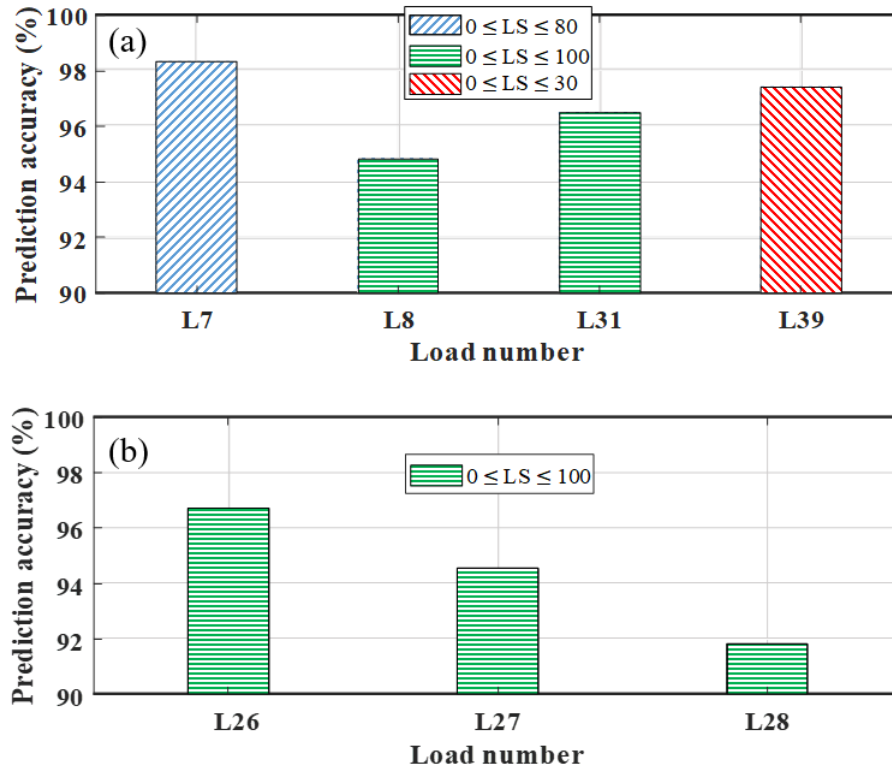 (a)
0 ≤ LS ≤ 80
0 ≤ LS ≤ 100
0 ≤ LS ≤ 30
Prediction accuracy (%)
100
98
96
94
92
90
L7 L8 L31 L39
Load number
(b)
0 ≤ LS ≤ 100
Prediction accuracy (%)
100
98
96
94
92
90
L26 L27 L28
Load number